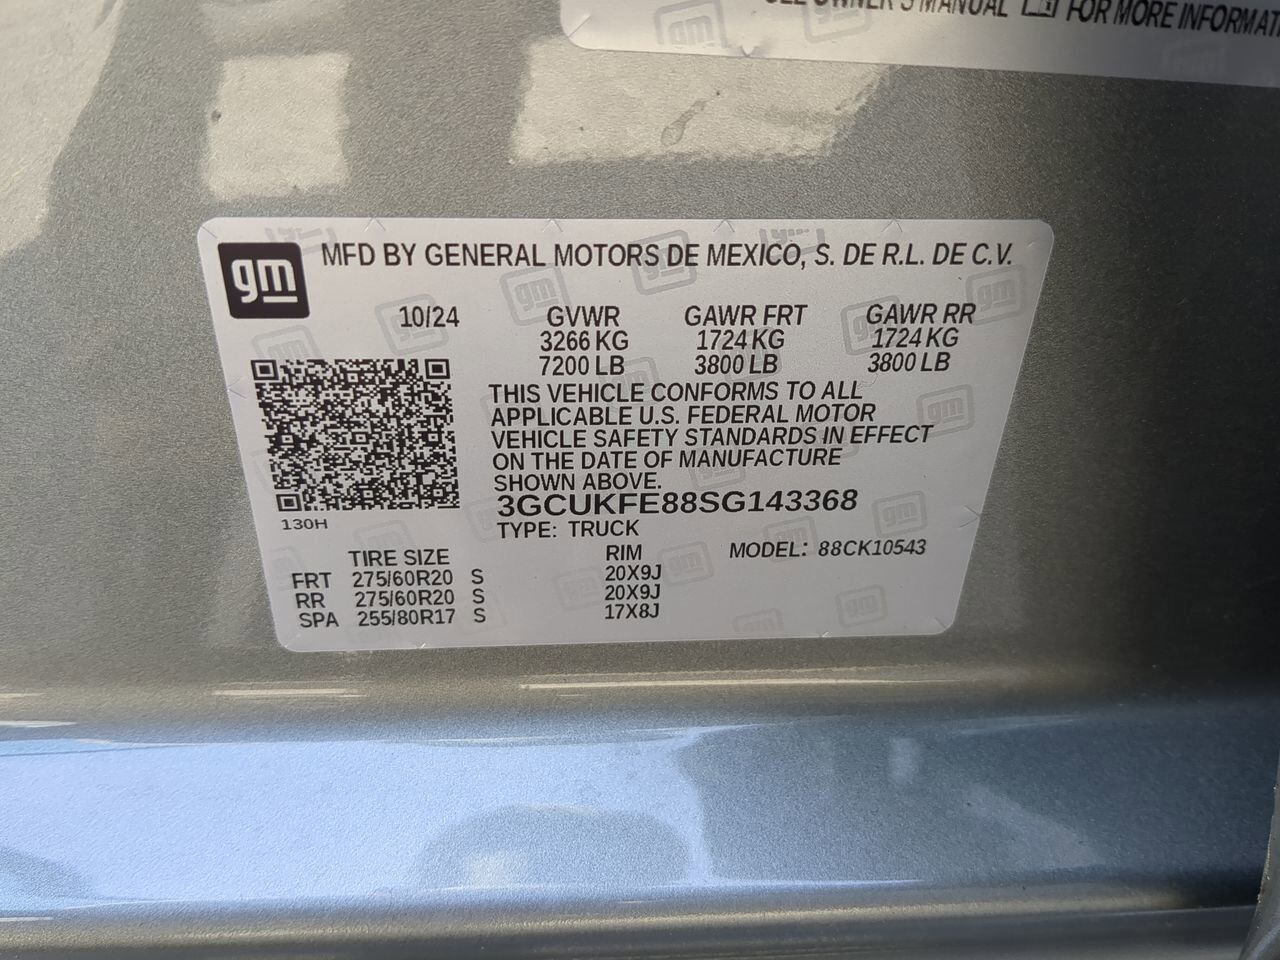 OWNER'S MANUAL FOR MORE INFORMATI
gm
MFD BY GENERAL MOTORS DE MEXICO, S. DE R.L. DE C.V.
10/24 GVWR GAWR FRT GAWR RR
3266 KG 1724 KG 1724 KG
7200 LB 3800 LB 3800 LB
THIS VEHICLE CONFORMS TO ALL
APPLICABLE U.S. FEDERAL MOTOR
VEHICLE SAFETY STANDARDS IN EFFECT
ON THE DATE OF MANUFACTURE
SHOWN ABOVE.
3GCUKFE88SG143368
130H
TYPE: TRUCK
TIRE SIZE RIM MODEL: 88CK10543
FRT 275/60R20 S 20X9J
RR 275/60R20 S 20X9J
SPA 255/80R17 S 17X8J